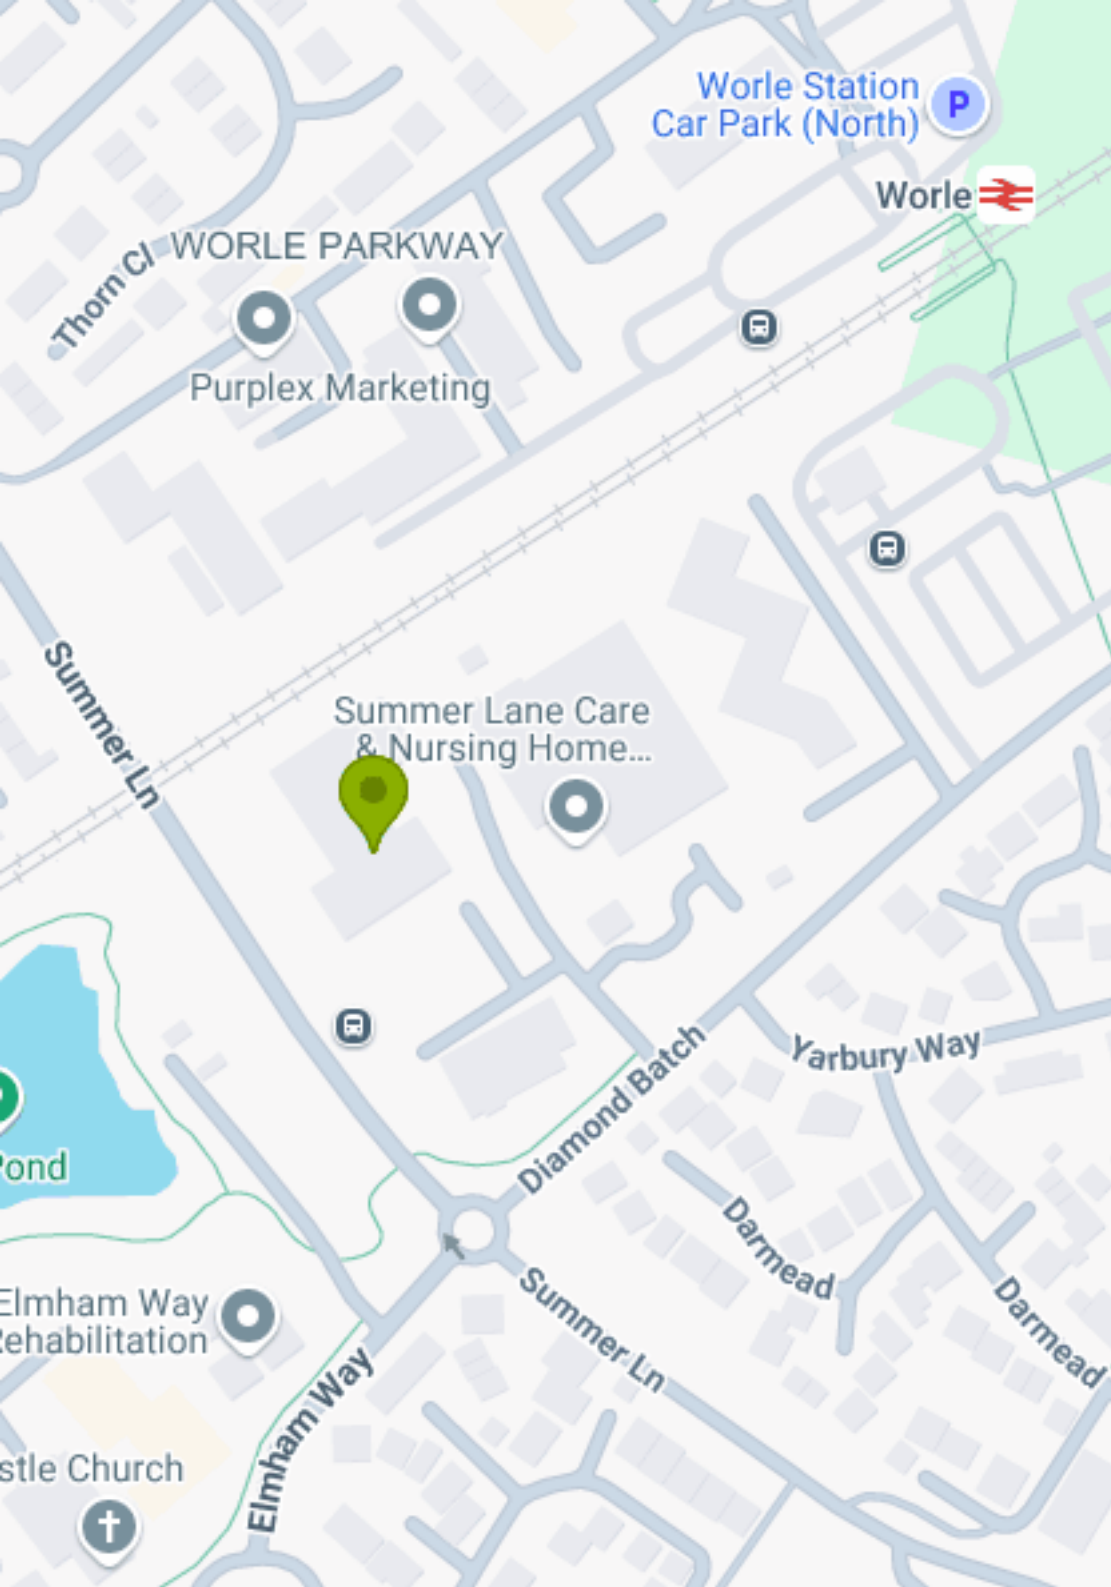 Worle Station
Car Park (North)
P
Worle
WORLE PARKWAY
Thorn Cl
Purplex Marketing
Summer Ln
Summer Lane Care
& Nursing Home...
Yarbury Way
Diamond Batch
Pond
Darmead
Summer Ln
Darmead
Elmham Way
Rehabilitation
Elmham Way
stle Church